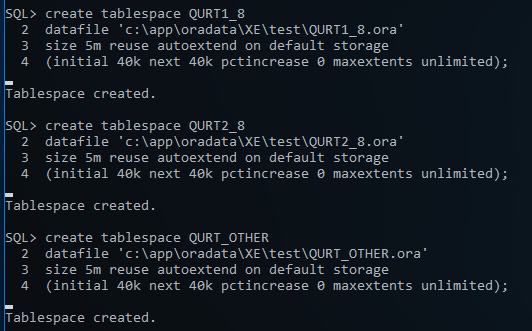 SQL> create tablespace QURT1_8
  2  datafile 'c:\app\oradata\XE\test\QURT1_8.ora'
  3  size 5m reuse autoextend on default storage
  4  (initial 40k next 40k pctincrease 0 maxextents unlimited);
Tablespace created.
SQL> create tablespace QURT2_8
  2  datafile 'c:\app\oradata\XE\test\QURT2_8.ora'
  3  size 5m reuse autoextend on default storage
  4  (initial 40k next 40k pctincrease 0 maxextents unlimited);
Tablespace created.
SQL> create tablespace QURT_OTHER
  2  datafile 'c:\app\oradata\XE\test\QURT_OTHER.ora'
  3  size 5m reuse autoextend on default storage
  4  (initial 40k next 40k pctincrease 0 maxextents unlimited);
Tablespace created.